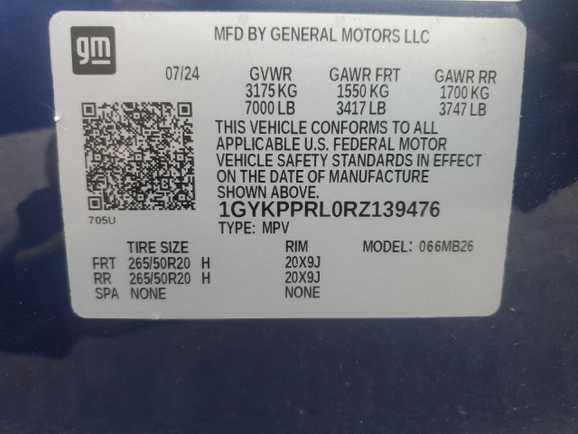 gm
MFD BY GENERAL MOTORS LLC
07/24 GVWR GAWR FRT GAWR RR
3175 KG 1550 KG 1700 KG
7000 LB 3417 LB 3747 LB
THIS VEHICLE CONFORMS TO ALL
APPLICABLE U.S. FEDERAL MOTOR
VEHICLE SAFETY STANDARDS IN EFFECT
ON THE DATE OF MANUFACTURE
SHOWN ABOVE.
705U
1GYKPPRL0RZ139476
TYPE: MPV
TIRE SIZE RIM MODEL: 066MB26
FRT 265/50R20 H 20X9J
RR 265/50R20 H 20X9J
SPA NONE NONE